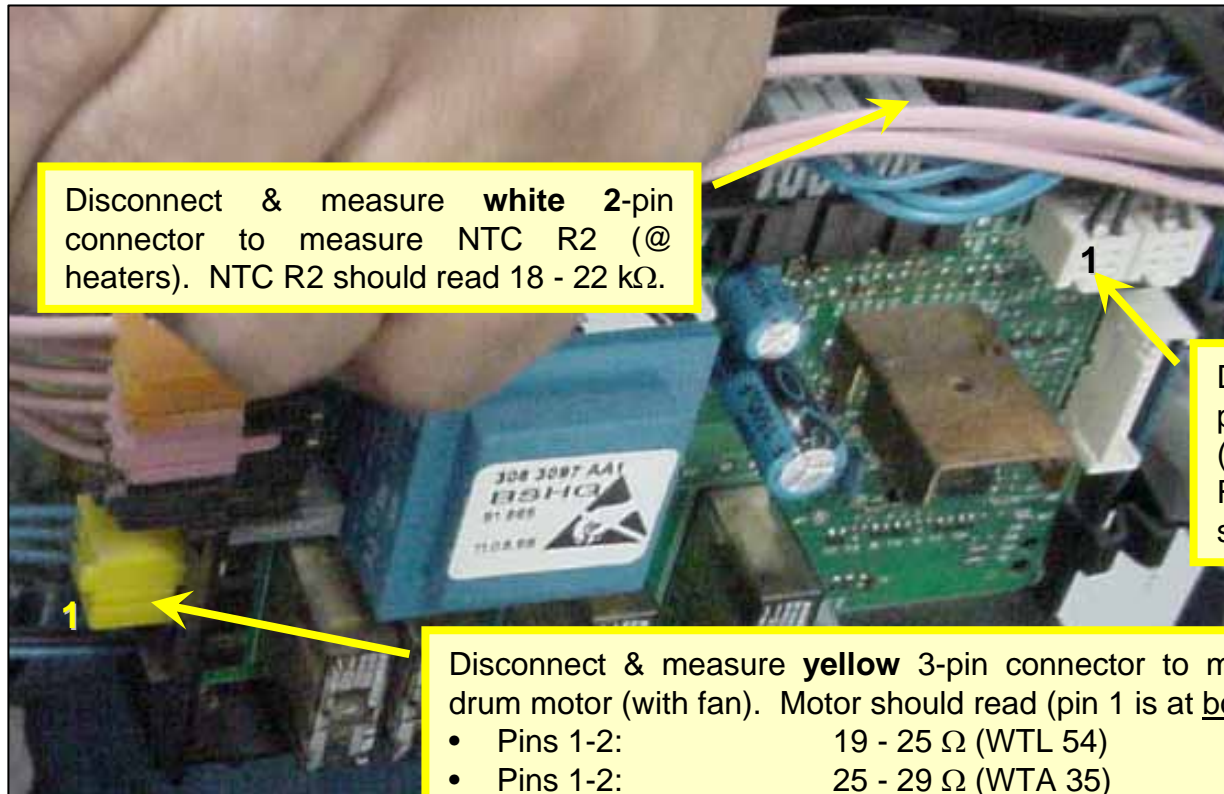 Disconnect & measure white 2-pin
connector to measure NTC R2 (@
heaters). NTC R2 should read 18 - 22 kΩ.
1
308 3097 AA1
BSHG
1
Disconnect & measure yellow 3-pin connector to m
drum motor (with fan). Motor should read (pin 1 is at
• Pins 1-2: 19 - 25 Ω (WTL 54)
• Pins 1-2: 25 - 29 Ω (WTA 35)